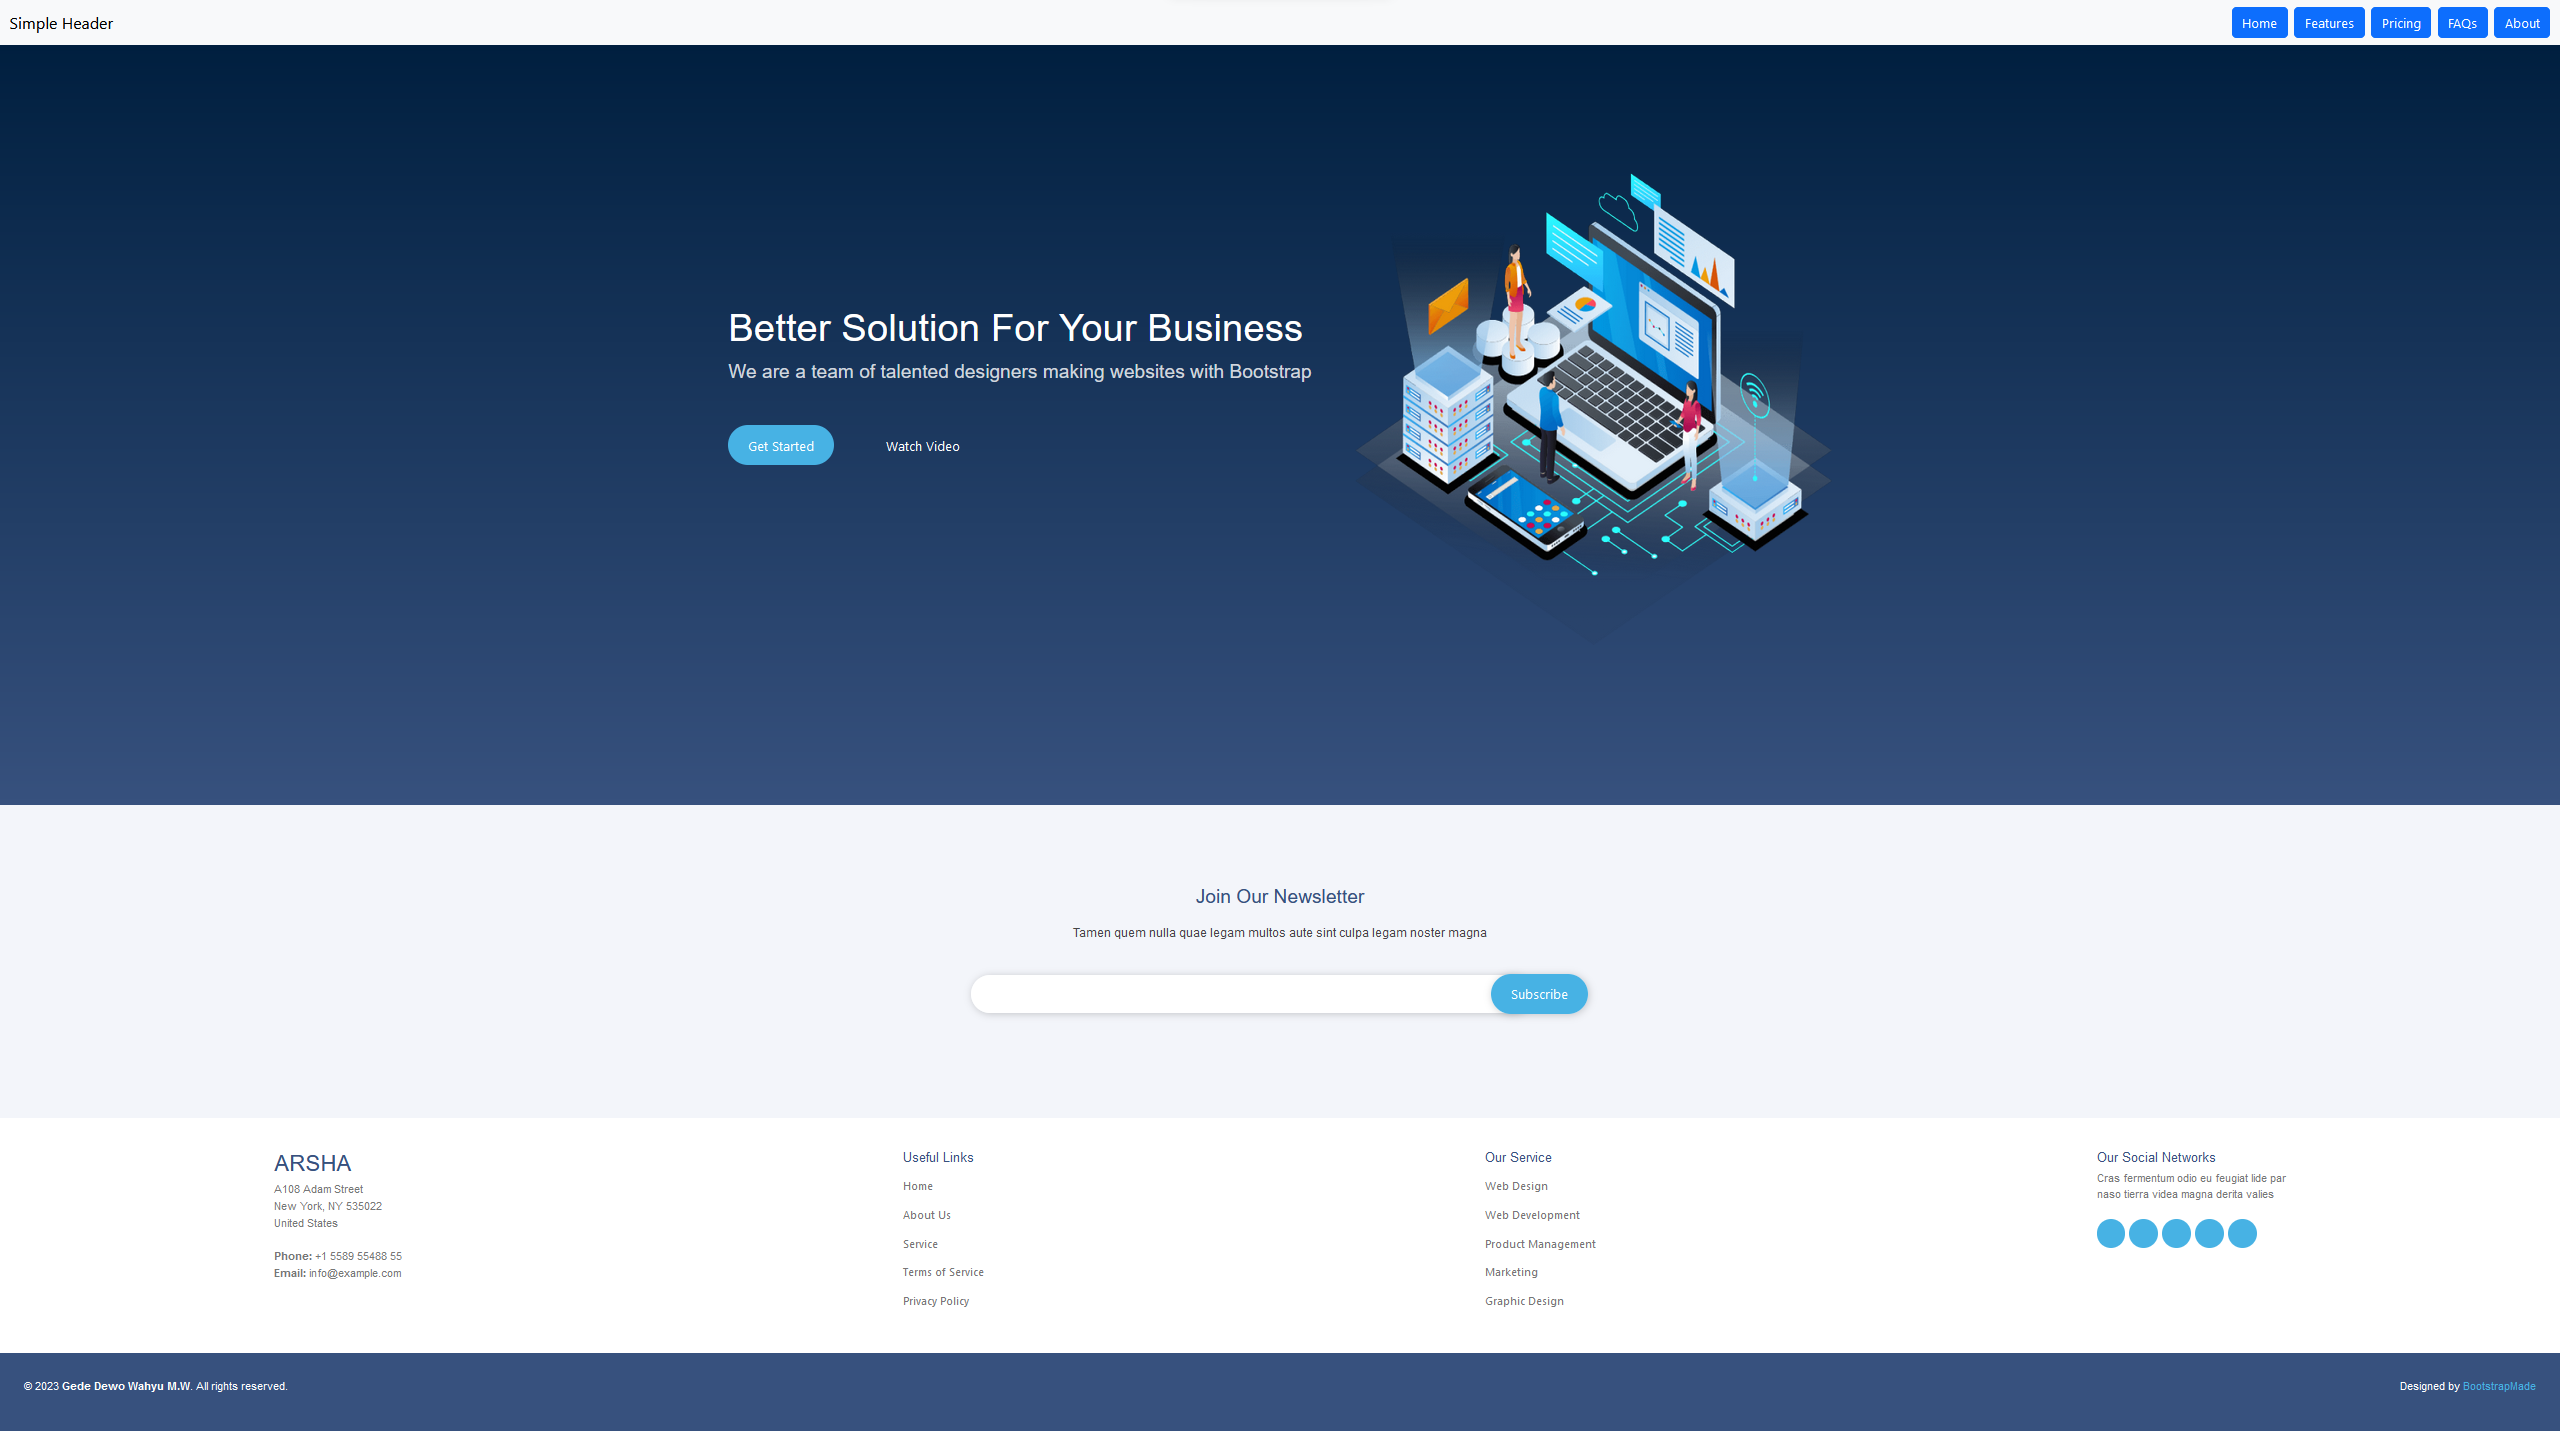 Simple Header
Home
Features
Pricing
FAQs
About
Better Solution For Your Business
We are a team of talented designers making websites with Bootstrap
Get Started
Watch Video
Join Our Newsletter
Tamen quem nulla quae legam multos aute sint culpa legam noster magna
Subscribe
ARSHA
A108 Adam Street
New York, NY 535022
United States
Phone: +1 5589 55488 55
Email: info@example.com
Useful Links
Home
About Us
Service
Terms of Service
Privacy Policy
Our Service
Web Design
Web Development
Product Management
Marketing
Graphic Design
Our Social Networks
Cras fermentum odio eu feugiat lide par
naso tierra videa magna derita valies
© 2023 Gede Dewo Wahyu M.W. All rights reserved.
Designed by BootstrapMade